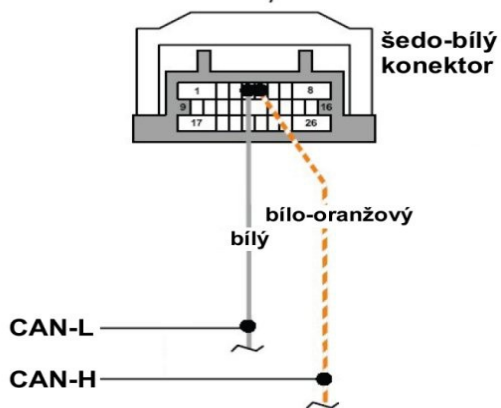 šedo-bílý
konektor
1 8
9 16
17 26
bílo-oranžový
bílý
CAN-L
CAN-H